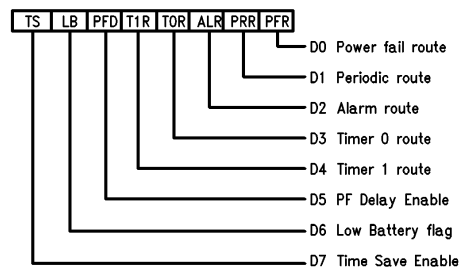 TS LB PFD T1R T0R ALR PRR PFR
D0 Power fail route
D1 Periodic route
D2 Alarm route
D3 Timer 0 route
D4 Timer 1 route
D5 PF Delay Enable
D6 Low Battery flag
D7 Time Save Enable